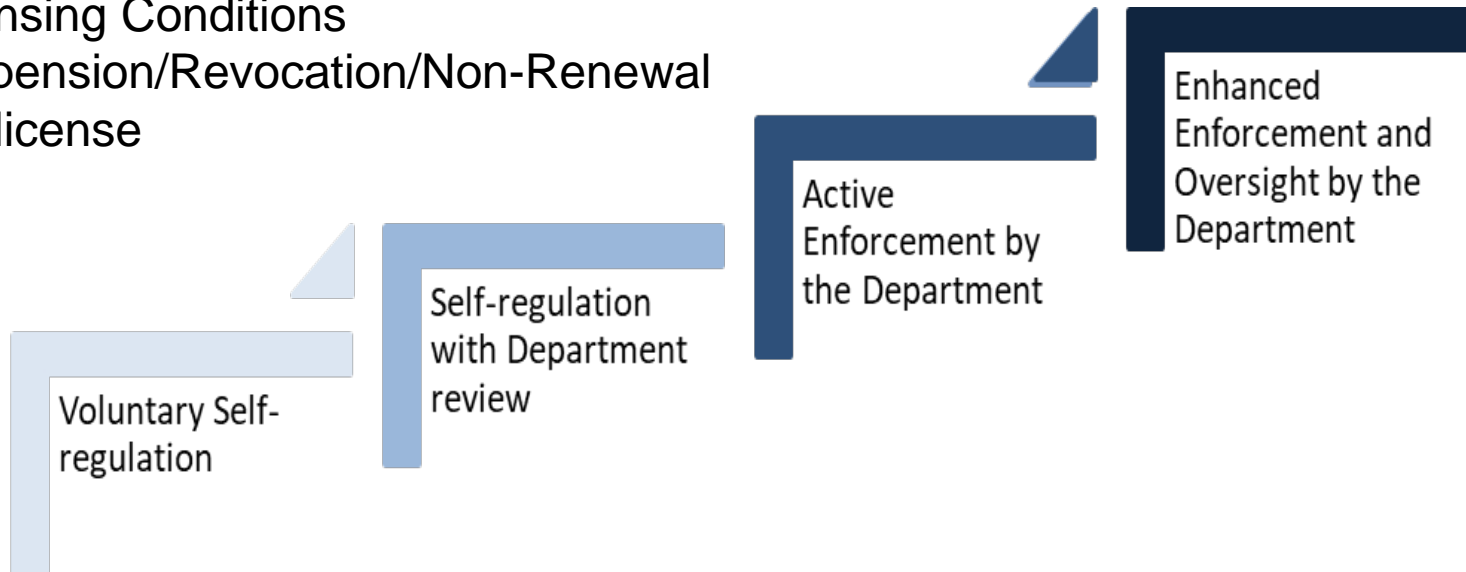 nsing Conditions
pension/Revocation/Non-Renewal
license
Enhanced
Enforcement and
Oversight by the
Department
Active
Enforcement by
the Department
Self-regulation
with Department
review
Voluntary Self-
regulation